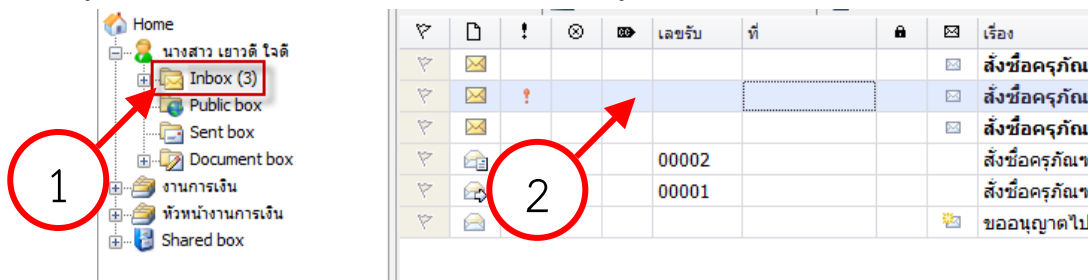 Home
นางสาว เยาวดี ใจดี
Inbox (3)
Public box
Sent box
Document box
งานการเงิน
หัวหน้างานการเงิน
Shared box
1
เลขรับ ที่ เรื่อง
สั่งซื้อครุภัณ
สั่งซื้อครุภัณ
สั่งซื้อครุภัณ
00002 สั่งซื้อครุภัณฑ
00001 สั่งซื้อครุภัณฑ
ขออนุญาตไป
2